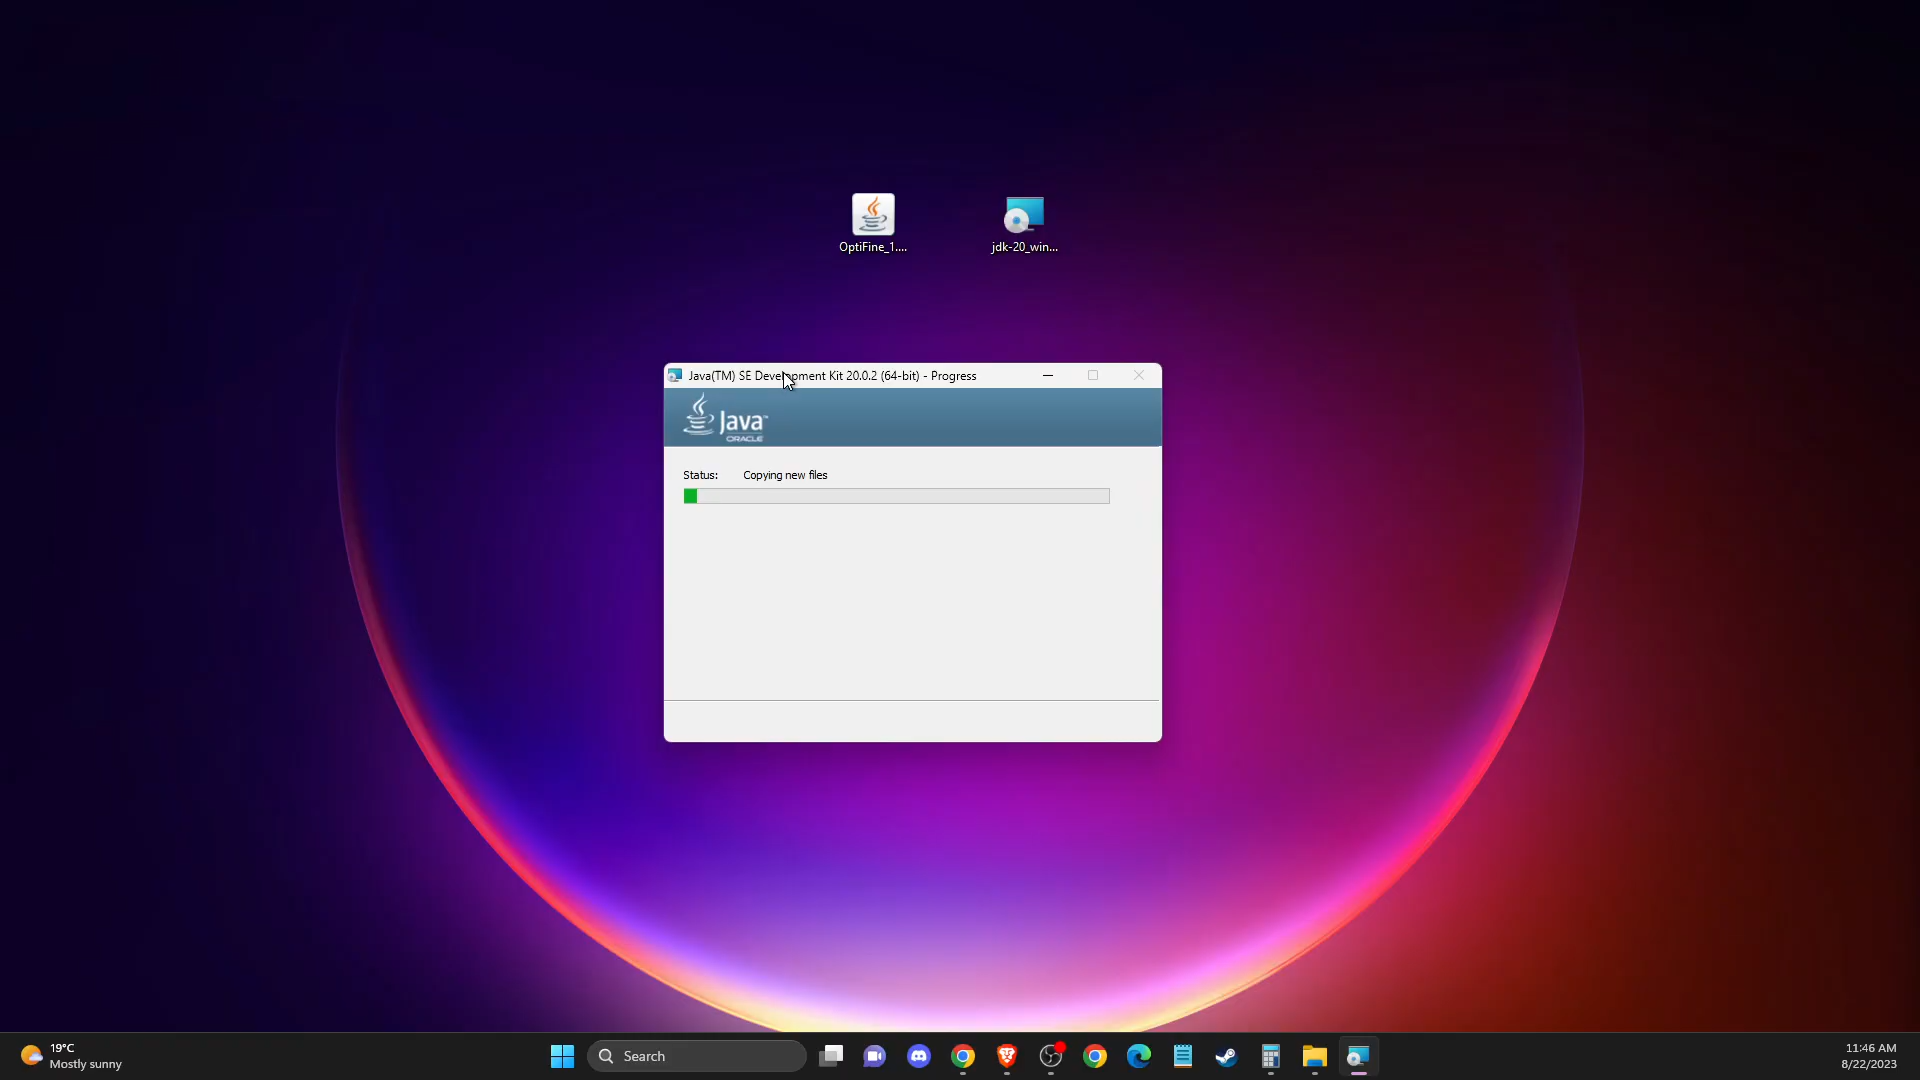 OptiFine_1....
jdk-20_win...
Java(TM) SE Development Kit 20.0.2 (64-bit) - Progress
Java™
ORACLE
Status: Copying new files
19°C
Mostly sunny
Search
11:46 AM
8/22/2023